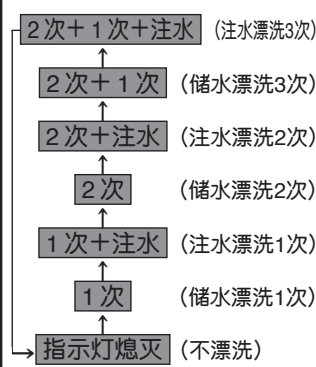 2次＋1次＋注水（注水漂洗3次）
2次＋1次（储水漂洗3次）
2次＋注水（注水漂洗2次）
2次（储水漂洗2次）
1次＋注水（注水漂洗1次）
1次（储水漂洗1次）
指示灯熄灭（不漂洗）